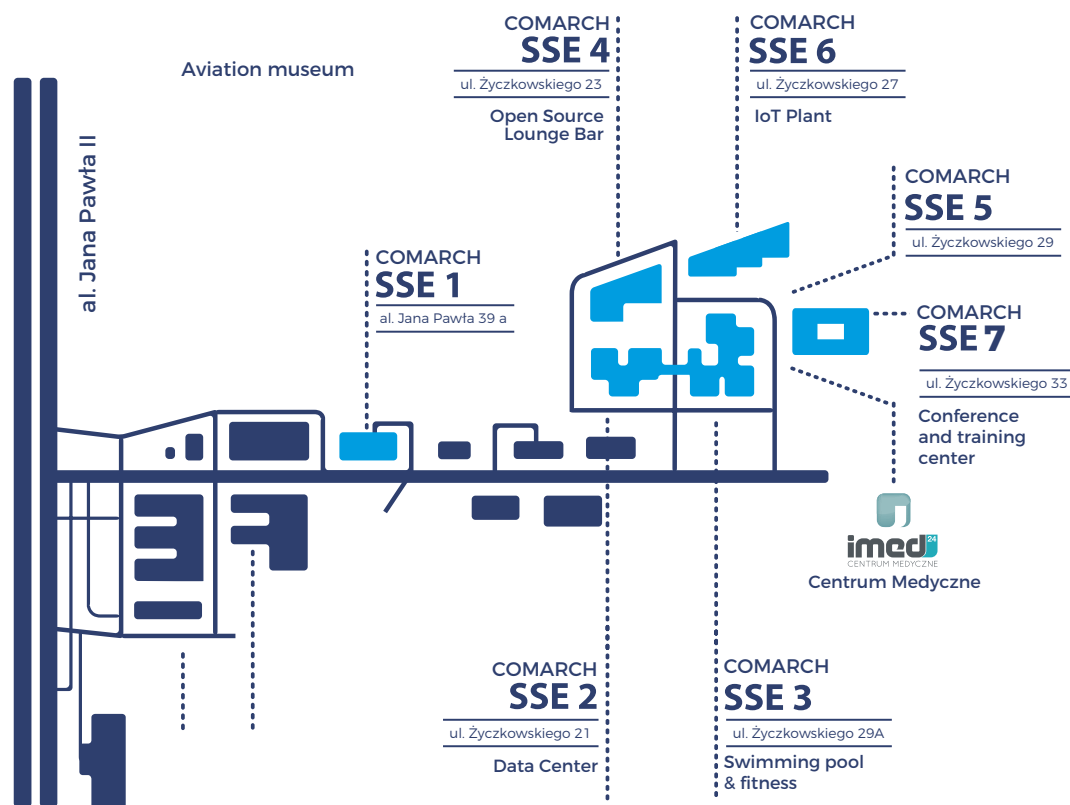 Aviation museum
al. Jana Pawła II
COMARCH
SSE 4
ul. Życzkowskiego 23
Open Source
Lounge Bar
COMARCH
SSE 6
ul. Życzkowskiego 27
IoT Plant
COMARCH
SSE 5
ul. Życzkowskiego 29
COMARCH
SSE 1
al. Jana Pawła 39 a
COMARCH
SSE 7
ul. Życzkowskiego 33
Conference
and training
center
imed24
CENTRUM MEDYCZNE
Centrum Medyczne
COMARCH
SSE 2
ul. Życzkowskiego 21
Data Center
COMARCH
SSE 3
ul. Życzkowskiego 29A
Swimming pool
& fitness